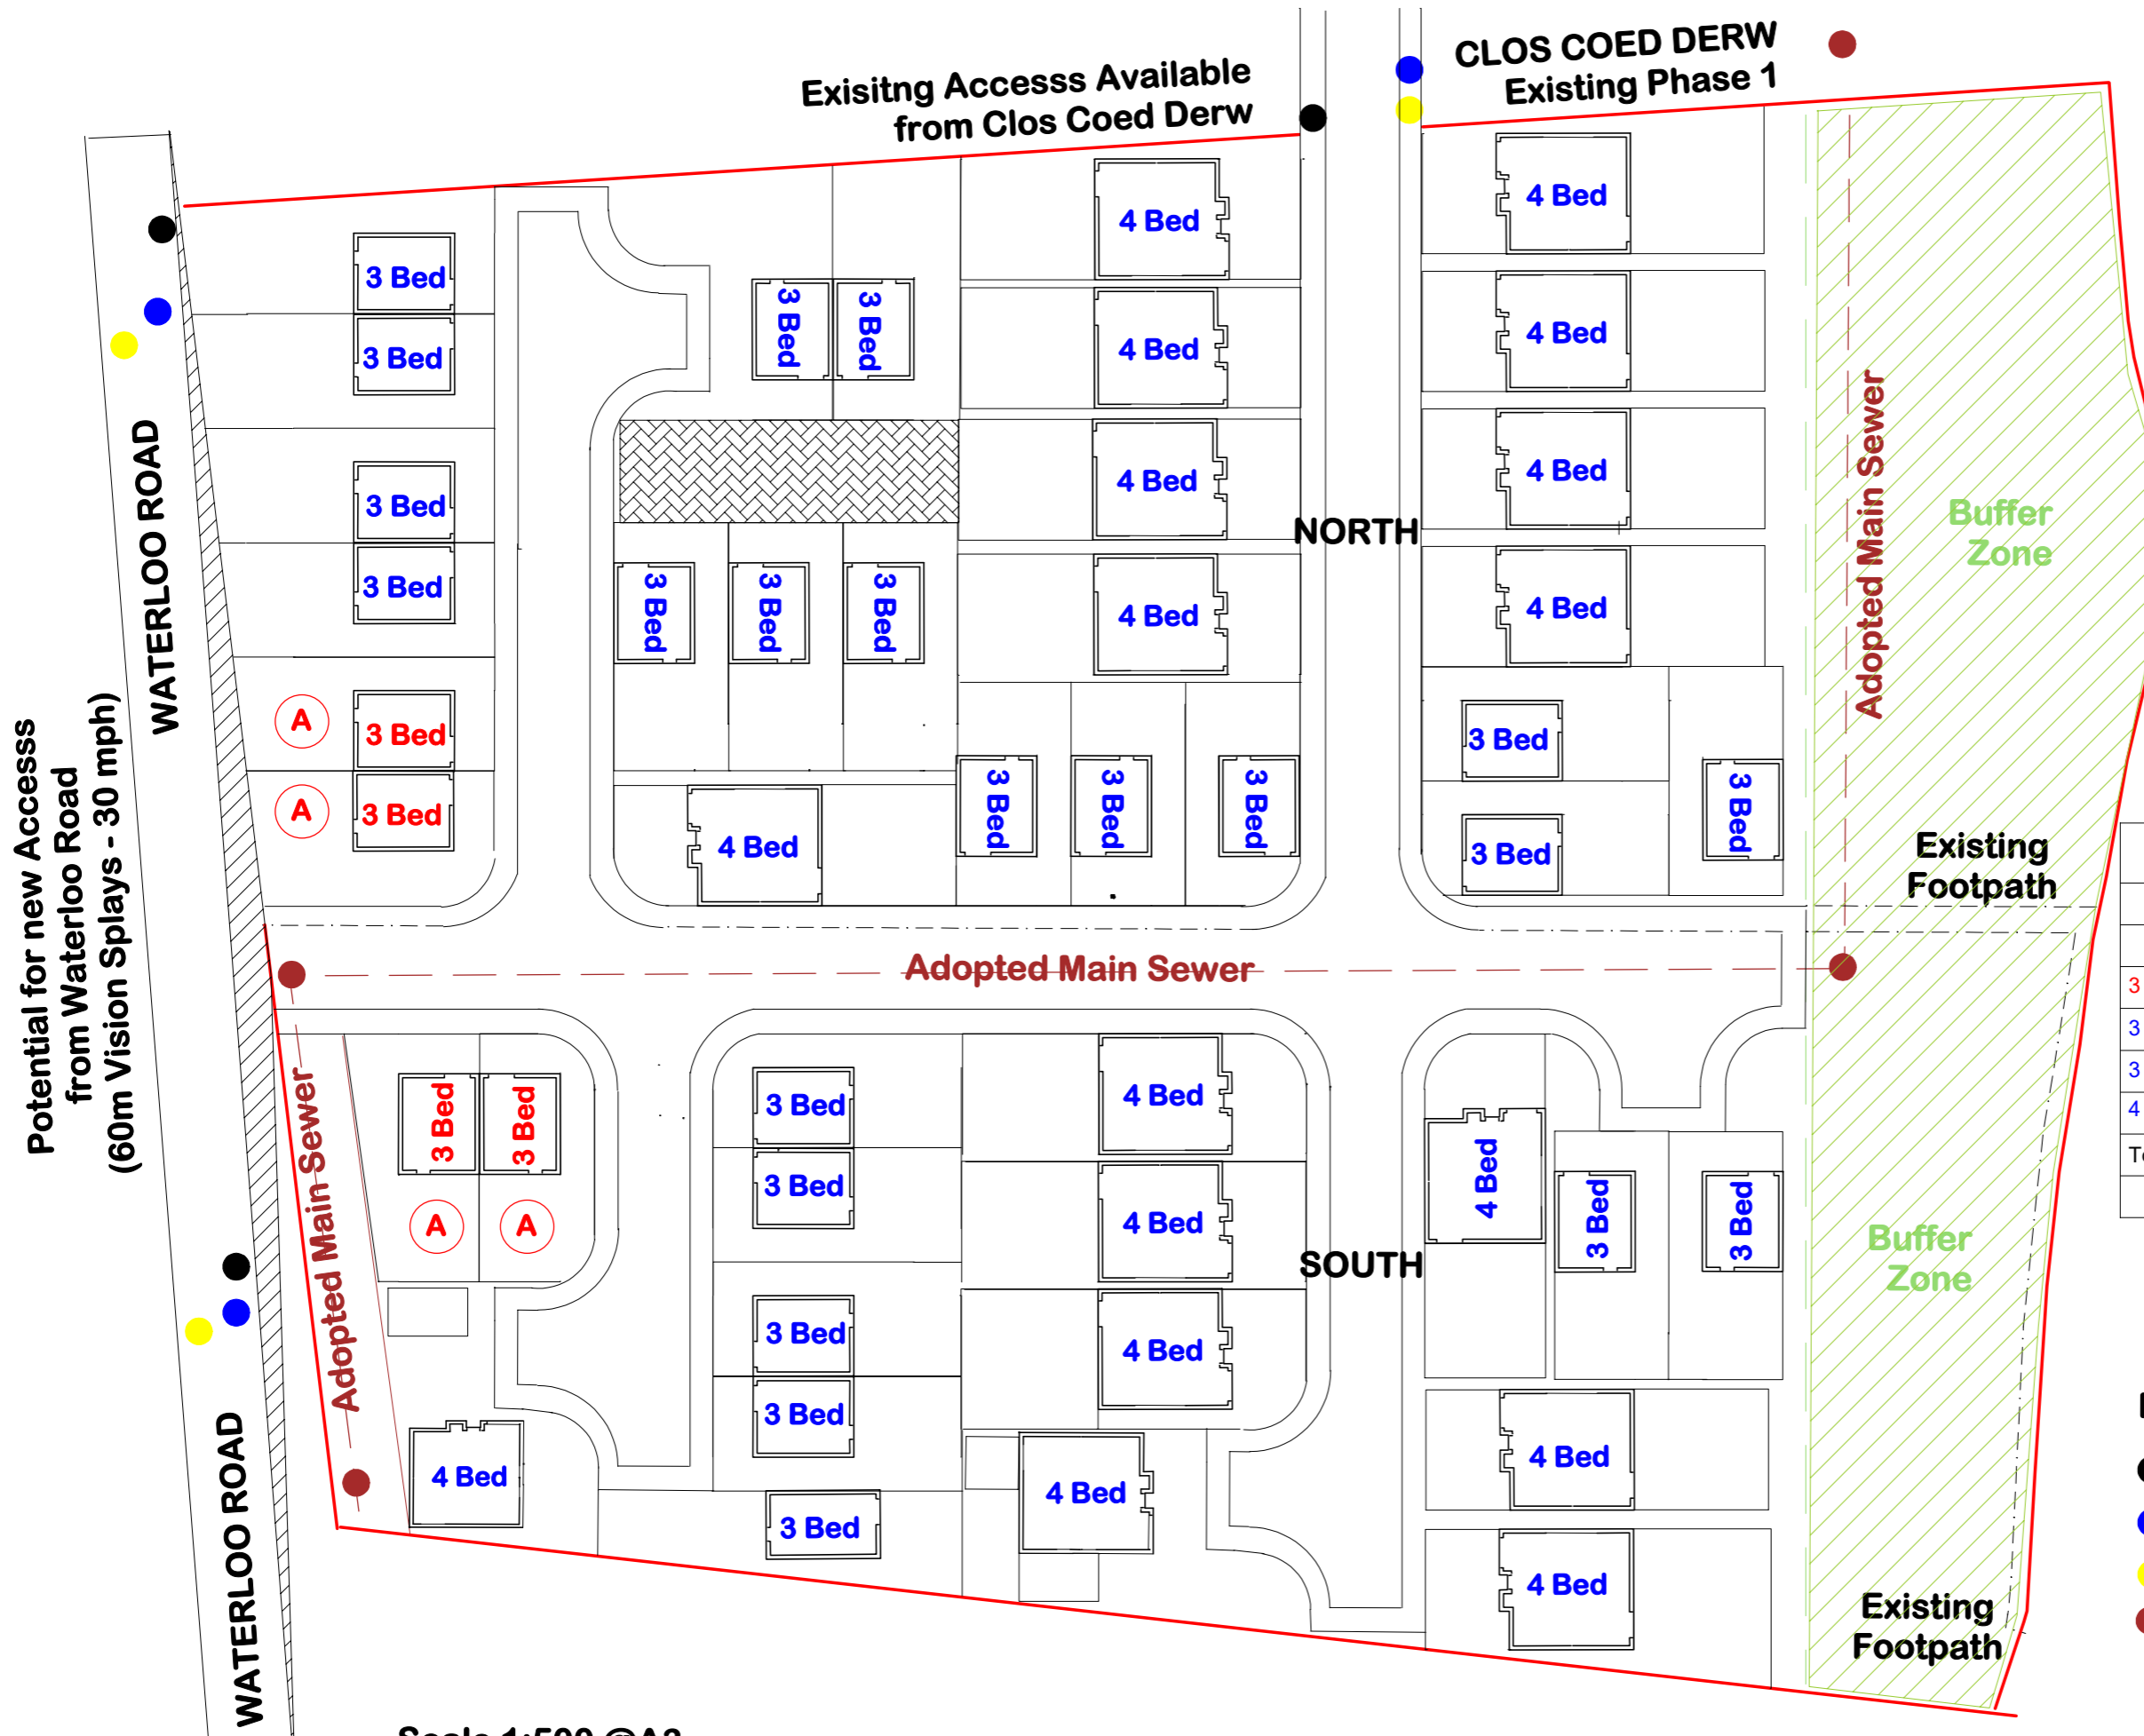 CLOS COED DERW
Existing Phase 1
Exisitng Accesss Available
from Clos Coed Derw
4 Bed
4 Bed
3 Bed
3 Bed
3 Bed
4 Bed
4 Bed
3 Bed
WATERLOO ROAD
3 Bed
4 Bed
4 Bed
3 Bed
NORTH
Adopted Main Sewer
Buffer
Zone
3 Bed
3 Bed
3 Bed
3 Bed
4 Bed
4 Bed
Potential for new Accesss
from Waterloo Road
(60m Vision Splays - 30 mph)
A
3 Bed
3 Bed
A
3 Bed
4 Bed
3 Bed
3 Bed
3 Bed
3 Bed
3 Bed
Existing
Footpath
Adopted Main Sewer
3
3
3
4
3 Bed
3 Bed
3 Bed
4 Bed
A
A
3 Bed
4 Bed
4 Bed
3 Bed
3 Bed
Adopted Main Sewer
SOUTH
Buffer
Zone
3 Bed
4 Bed
3 Bed
WATERLOO ROAD
4 Bed
4 Bed
4 Bed
3 Bed
4 Bed
Existing
Footpath